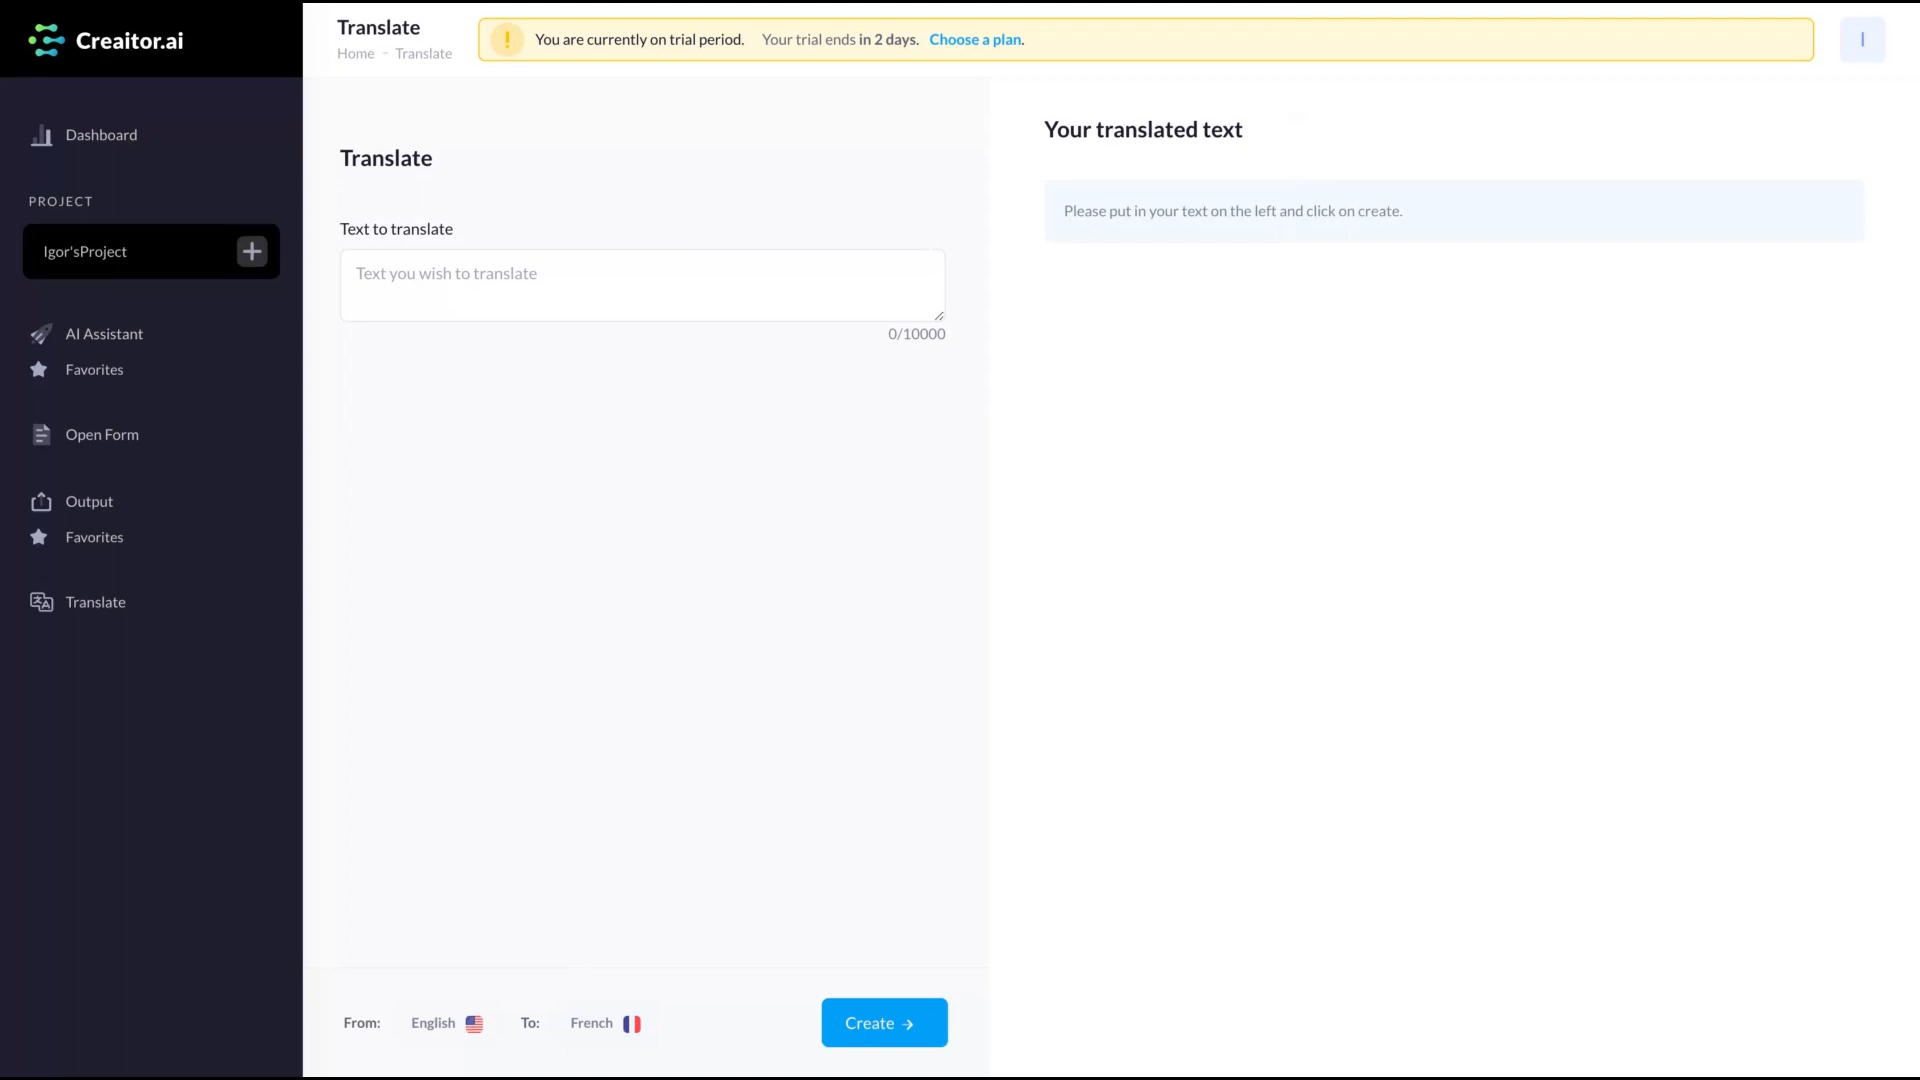 Creaitor.ai
Dashboard
PROJECT
Igor'sProject
AI Assistant
Favorites
Open Form
Output
Favorites
Translate
Translate
Home - Translate
You are currently on trial period. Your trial ends in 2 days. Choose a plan.
I
Translate
Text to translate
Text you wish to translate
0/10000
From: English To: French
Create →
Your translated text
Please put in your text on the left and click on create.